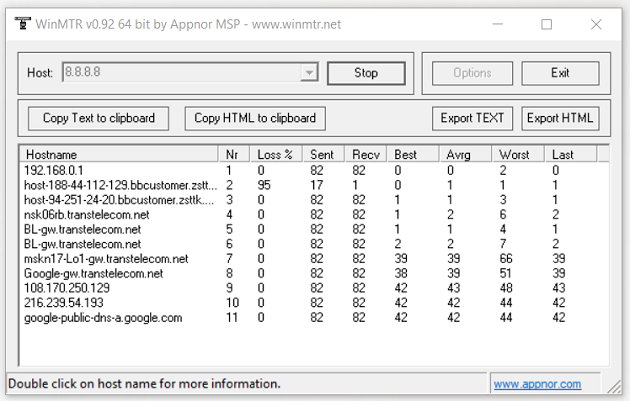 WinMTR v0.92 64 bit by Appnor MSP - www.winmtr.net
Host: 8.8.8.8 Stop Options Exit
Copy Text to clipboard Copy HTML to clipboard Export TEXT Export HTML
Hostname Nr Loss % Sent Recv Best Avrg Worst Last
192.168.0.1 1 0 82 82 0 0 2 0
host-188-44-112-129.bbcustomer.zstt... 2 95 17 1 0 1 1 1
host-94-251-24-20.bbcustomer.zsttk.... 3 0 82 82 1 1 3 1
nsk06rb.transtelecom.net 4 0 82 82 1 2 6 2
BL-gw.transtelecom.net 5 0 82 82 1 1 4 1
BL-gw.transtelecom.net 6 0 82 82 2 2 7 2
mskn17-Lo1-gw.transtelecom.net 7 0 82 82 39 39 66 39
Google-gw.transtelecom.net 8 0 82 82 38 39 51 39
108.170.250.129 9 0 82 82 42 43 48 43
216.239.54.193 10 0 82 82 42 42 44 42
google-public-dns-a.google.com 11 0 82 82 42 42 44 42
Double click on host name for more information. www.appnor.com